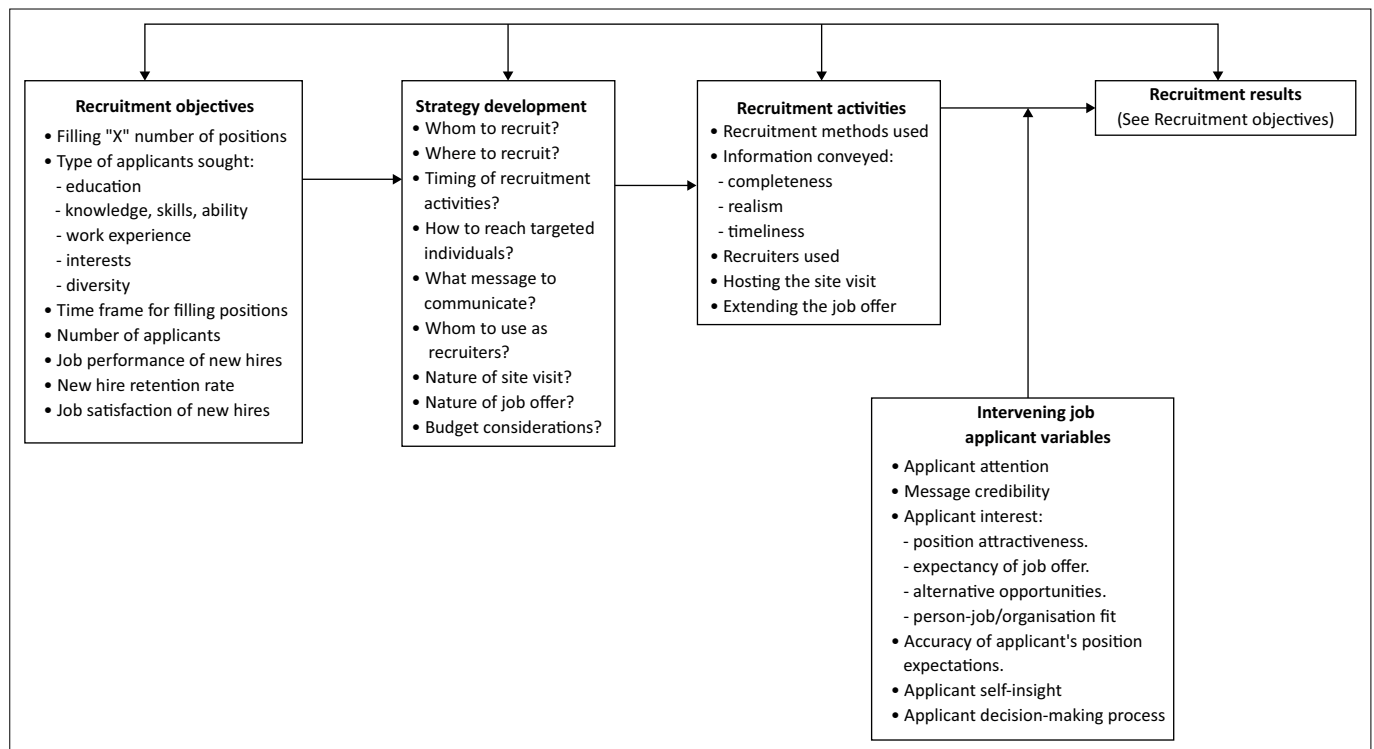 Recruitment objectives
• Filling "X" number of positions
• Type of applicants sought:
- education
- knowledge, skills, ability
- work experience
- interests
- diversity
• Time frame for filling positions
• Number of applicants
• Job performance of new hires
• New hire retention rate
• Job satisfaction of new hires
Strategy development
• Whom to recruit?
• Where to recruit?
• Timing of recruitment
activities?
• How to reach targeted
individuals?
• What message to
communicate?
• Whom to use as
recruiters?
• Nature of site visit?
• Nature of job offer?
• Budget considerations?
Recruitment activities
• Recruitment methods used
• Information conveyed:
- completeness
- realism
- timeliness
• Recruiters used
• Hosting the site visit
• Extending the job offer
Recruitment results
(See Recruitment objectives)
Intervening job
applicant variables
• Applicant attention
• Message credibility
• Applicant interest:
- position attractiveness.
- expectancy of job offer.
- alternative opportunities.
- person-job/organisation fit
• Accuracy of applicant's position
expectations.
• Applicant self-insight
• Applicant decision-making process